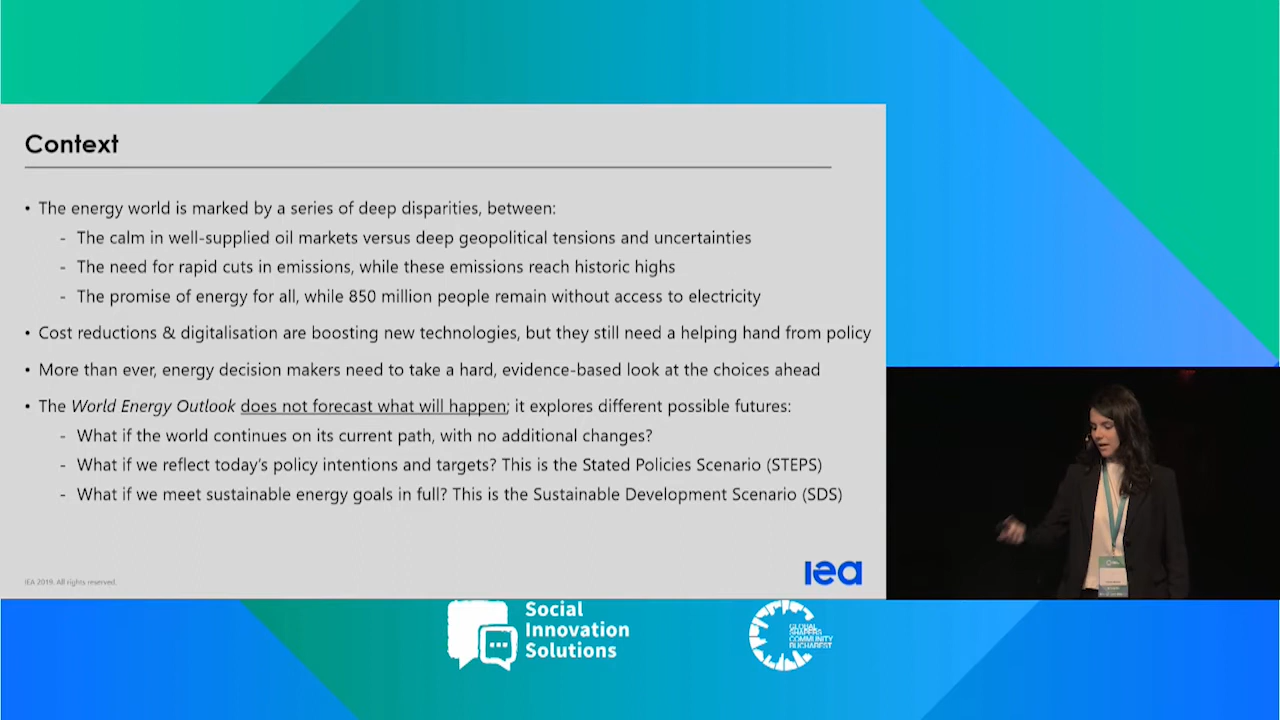 Context
• The energy world is marked by a series of deep disparities, between:
- The calm in well-supplied oil markets versus deep geopolitical tensions and uncertainties
- The need for rapid cuts in emissions, while these emissions reach historic highs
- The promise of energy for all, while 850 million people remain without access to electricity
• Cost reductions & digitalisation are boosting new technologies, but they still need a helping hand from policy
• More than ever, energy decision makers need to take a hard, evidence-based look at the choices ahead
• The World Energy Outlook does not forecast what will happen; it explores different possible futures:
- What if the world continues on its current path, with no additional changes?
- What if we reflect today's policy intentions and targets? This is the Stated Policies Scenario (STEPS)
- What if we meet sustainable energy goals in full? This is the Sustainable Development Scenario (SDS)
IEA 2019. All rights reserved.
iea
Social
Innovation
Solutions
GLOBAL
SHAPERS
COMMUNITY
BUCHAREST